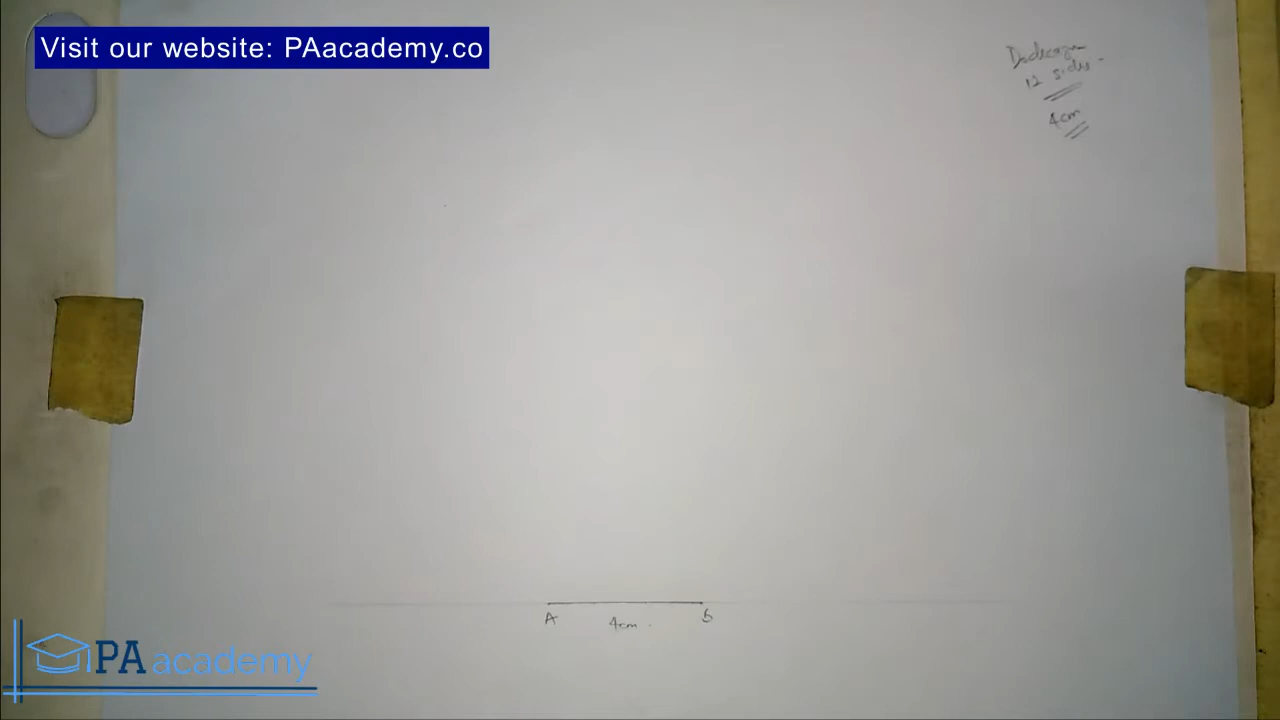 Visit our website: PAacademy.co
Dodecagon
12 sides.
4cm
A B
4cm.
PA academy